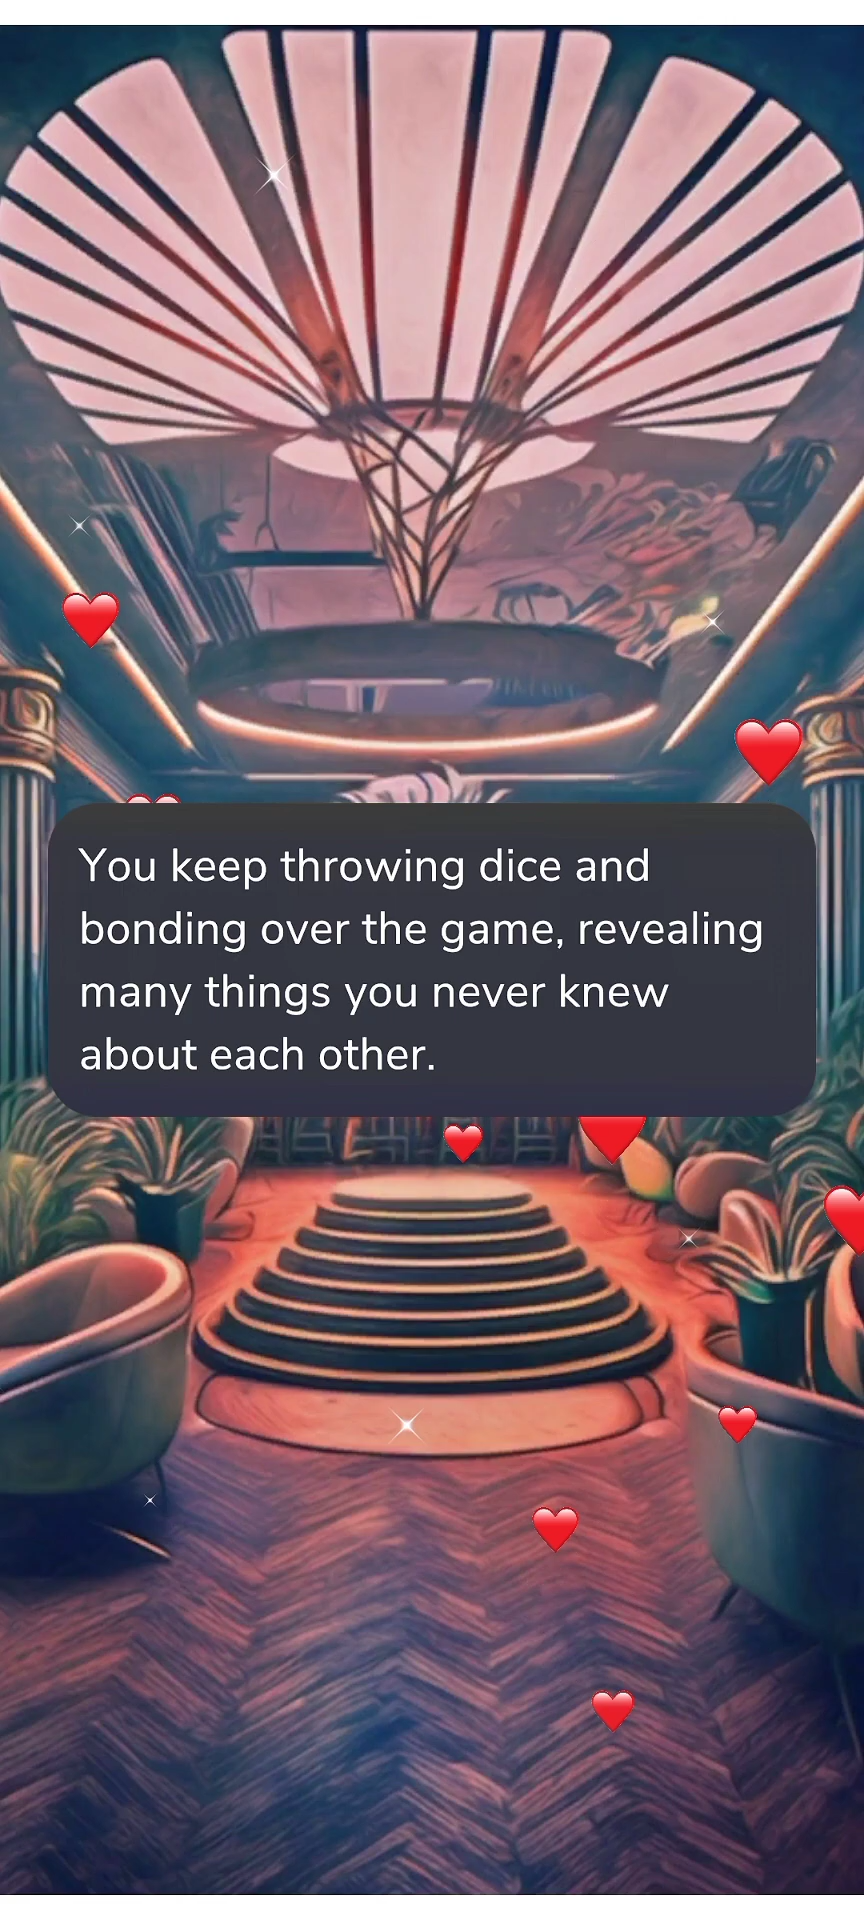 You keep throwing dice and
bonding over the game, revealing
many things you never knew
about each other.